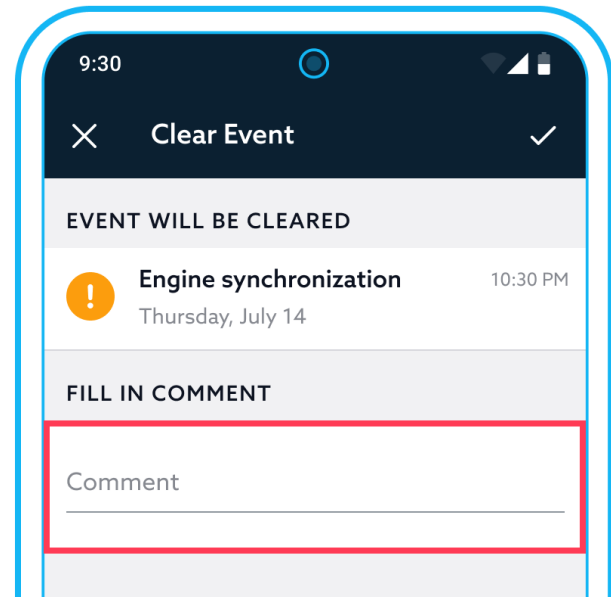 9:30
Clear Event
EVENT WILL BE CLEARED
Engine synchronization 10:30 PM
Thursday, July 14
FILL IN COMMENT
Comment